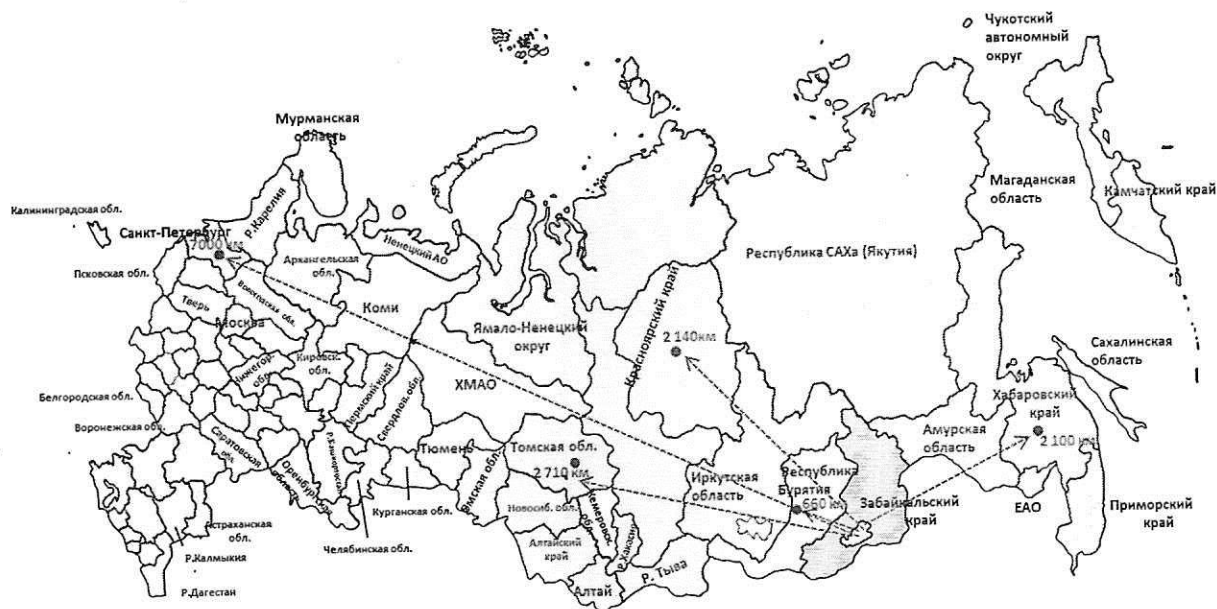 Чукотский
автономный
округ
Мурманская
область
Калининградская обл.
Санкт-Петербург
7000 км
Р.Карелия
Ненецкий АО
Архангельская
обл.
Псковская обл.
Вологодская обл.
Тверь
Москва
Коми
Ямало-Ненецкий
округ
Красноярский край
2 140км
Республика САХа (Якутия)
Магаданская
область
Камчатский край
Сахалинская
область
Хабаровский
край
2 100 км
Амурская
область
Нижегор.
обл.
Кировск.
обл.
Пермский край
Свердлов. обл.
ХМАО
Белгородская обл.
Воронежская обл.
Саратовская
обл.
Оренбургская
область
Р.Башкортостан
Тюмень
Омская обл.
Томская обл.
2 710 км
Иркутская
область
Республика
Бурятия
660 км
Забайкальский
край
ЕАО
Приморский
край
Курганская обл.
Новосиб. обл.
Кемеровос.
обл.
Р.Хакасия
Алтайский
край
Астраханская
обл.
Челябинская обл.
Р.Калмыкия
Р.Дагестан
Алтай
Р. Тыва